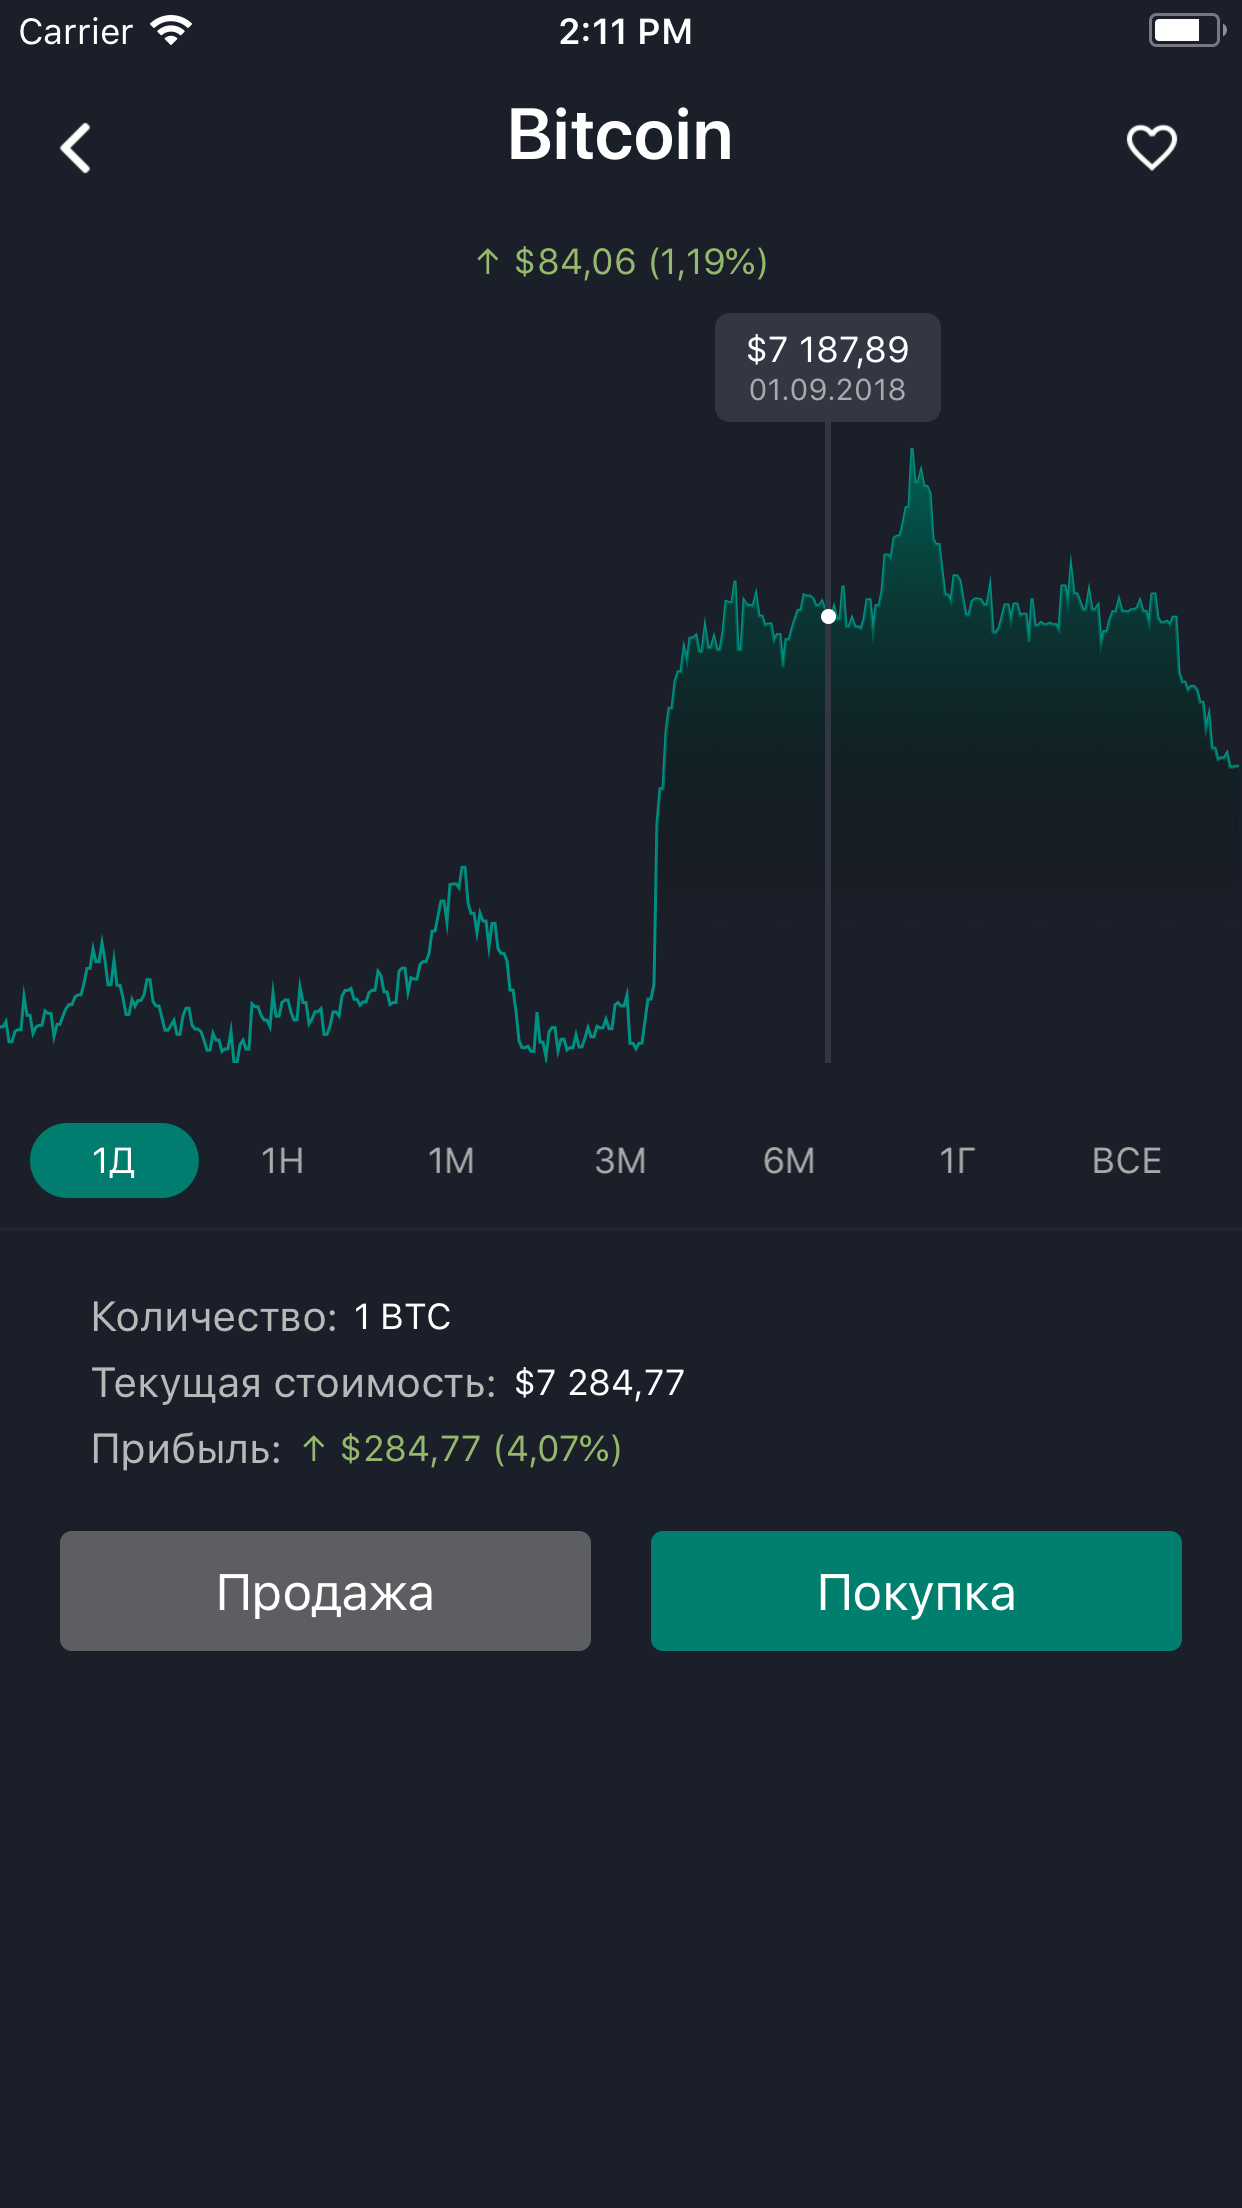 Carrier 2:11 PM
Bitcoin
↑ $84,06 (1,19%)
$7 187,89
01.09.2018
1Д 1Н 1М 3М 6М 1Г ВСЕ
Количество: 1 BTC
Текущая стоимость: $7 284,77
Прибыль: ↑ $284,77 (4,07%)
Продажа Покупка